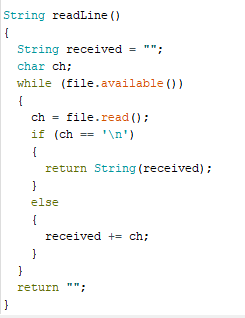 String readLine()
{
  String received = "";
  char ch;
  while (file.available())
  {
    ch = file.read();
    if (ch == '\n')
    {
      return String(received);
    }
    else
    {
      received += ch;
    }
  }
  return "";
}